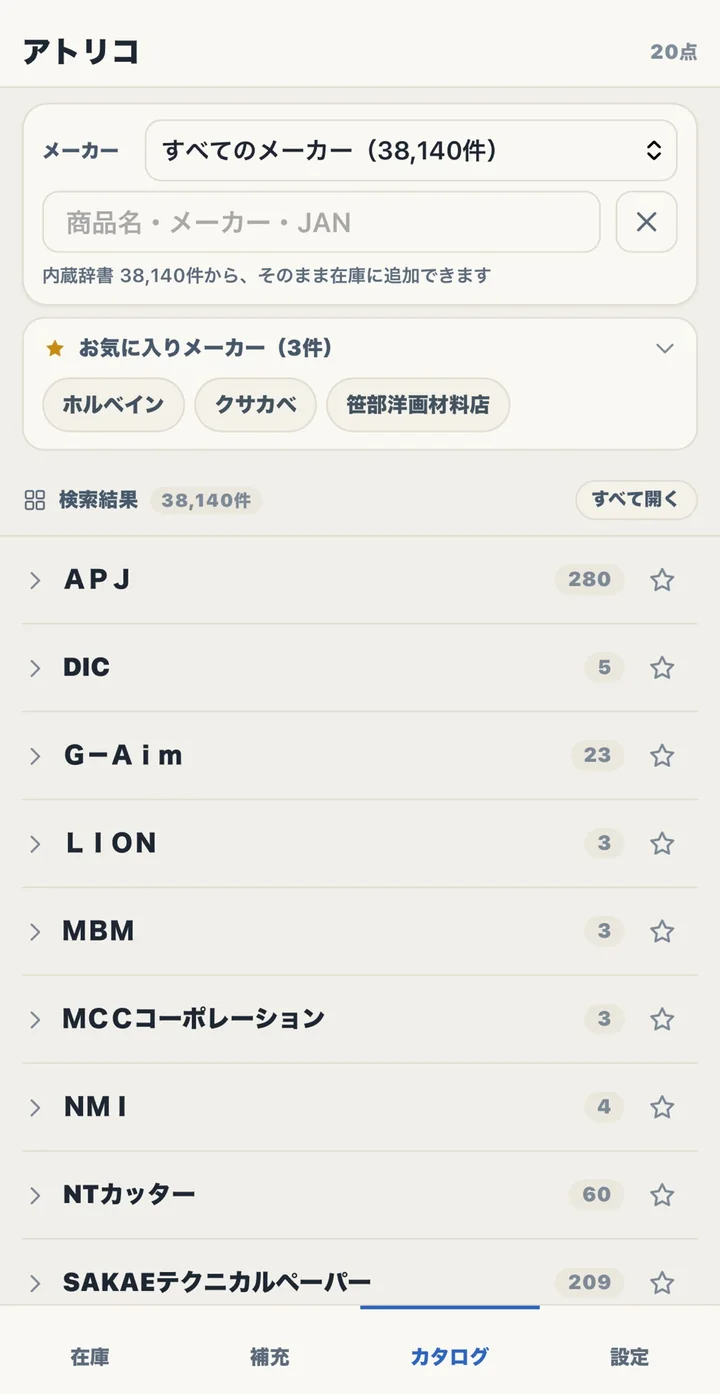 アトリコ 20点
メーカー すべてのメーカー（38,140件）
商品名・メーカー・JAN
内蔵辞書 38,140件から、そのまま在庫に追加できます
お気に入りメーカー（3件）
ホルベイン クサカベ 笹部洋画材料店
検索結果 38,140件 すべて開く
ＡＰＪ 280
DIC 5
Ｇ－Ａｉｍ 23
ＬＩＯＮ 3
MBM 3
MCCコーポレーション 3
NMI 4
NTカッター 60
SAKAEテクニカルペーパー 209
在庫 補充 カタログ 設定